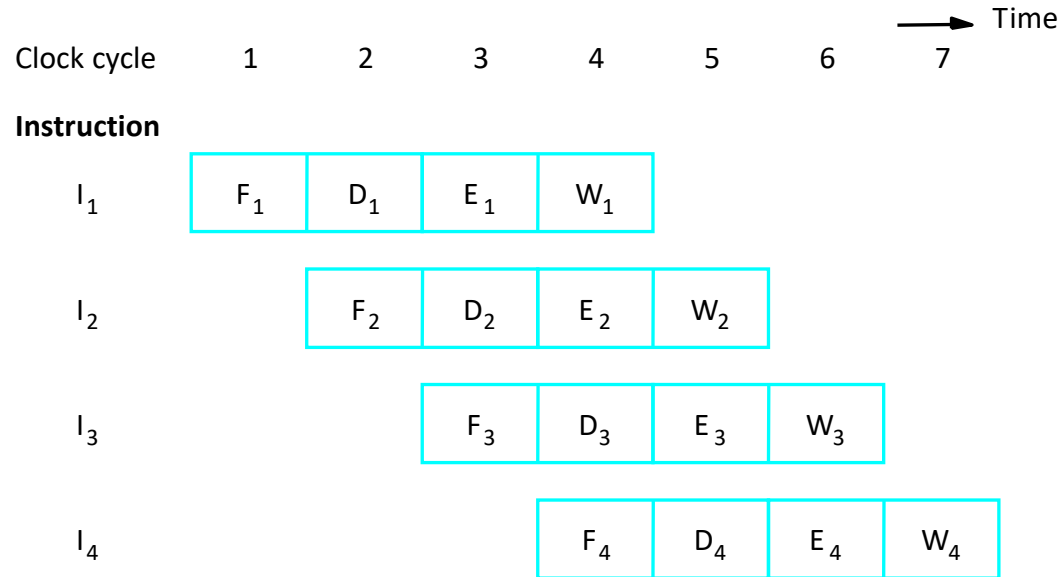 Time
Clock cycle 1 2 3 4 5 6 7
Instruction
I1 F1 D1 E1 W1
I2 F2 D2 E2 W2
I3 F3 D3 E3 W3
I4 F4 D4 E4 W4